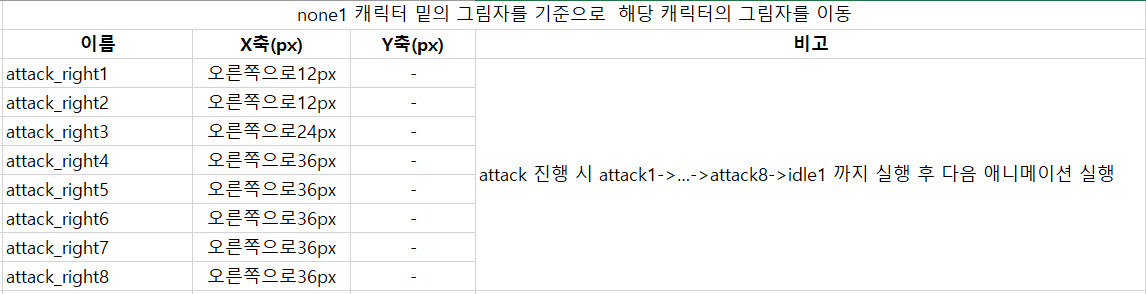 none1 캐릭터 밑의 그림자를 기준으로 해당 캐릭터의 그림자를 이동
이름 X축(px) Y축(px) 비고
attack_right1 오른쪽으로12px -
attack_right2 오른쪽으로12px -
attack_right3 오른쪽으로24px -
attack_right4 오른쪽으로36px -
attack 진행 시 attack1->...->attack8->idle1 까지 실행 후 다음 애니메이션 실행
attack_right5 오른쪽으로36px -
attack_right6 오른쪽으로36px -
attack_right7 오른쪽으로36px -
attack_right8 오른쪽으로36px -